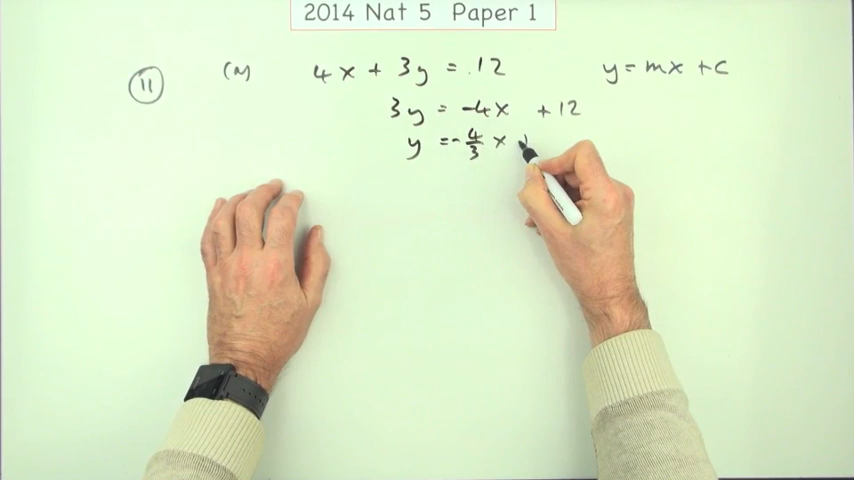 2014 Nat 5 Paper 1
11 (a) 4x + 3y = 12 y = mx + c
3y = -4x + 12
y = -4/3 x